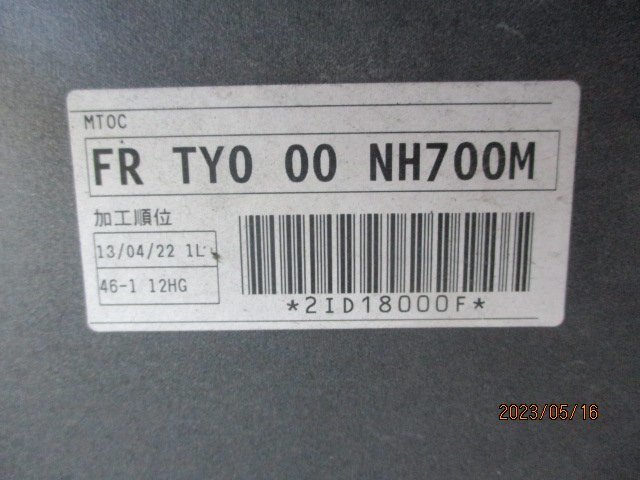 MTOC
FR TY0 00 NH700M
加工順位
13/04/22 1L
46-1 12HG
*2ID18000F*
2023/05/16